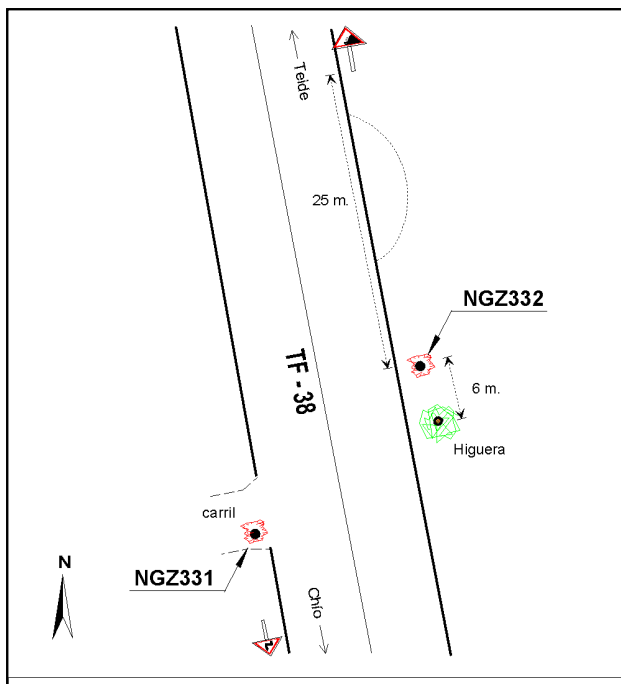 Teide
25 m.
NGZ332
TF - 38
6 m.
Higuera
carril
N
NGZ331
Chío